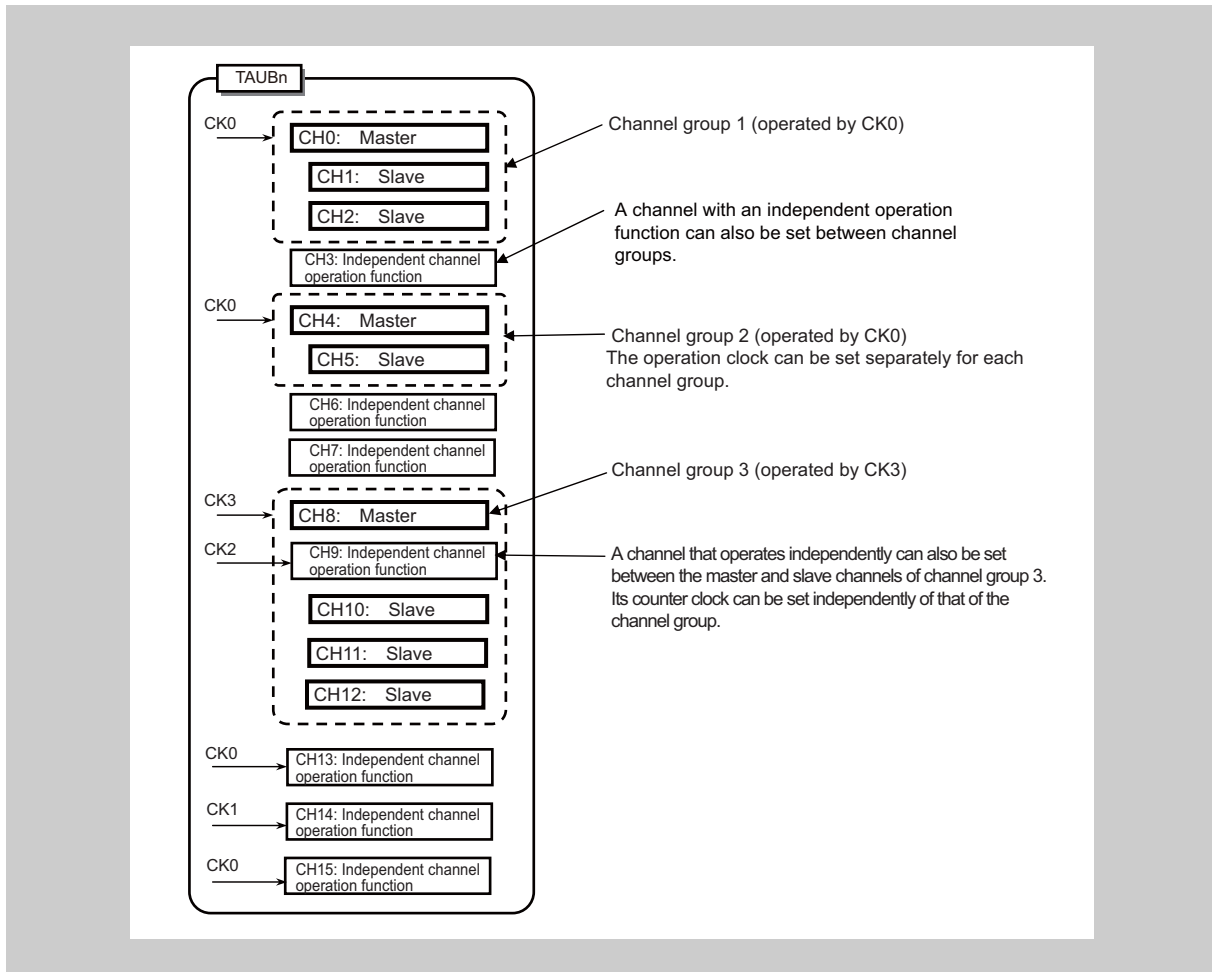 TAUBn
CK0
CH0: Master
Channel group 1 (operated by CK0)
CH1: Slave
CH2: Slave
A channel with an independent operation
function can also be set between channel
groups.
CH3: Independent channel
operation function
CK0
CH4: Master
Channel group 2 (operated by CK0)
The operation clock can be set separately for each
channel group.
CH5: Slave
CH6: Independent channel
operation function
CH7: Independent channel
operation function
Channel group 3 (operated by CK3)
CK3
CH8: Master
CK2
CH9: Independent channel
operation function
A channel that operates independently can also be set
between the master and slave channels of channel group 3.
Its counter clock can be set independently of that of the
channel group.
CH10: Slave
CH11: Slave
CH12: Slave
CK0
CH13: Independent channel
operation function
CK1
CH14: Independent channel
operation function
CK0
CH15: Independent channel
operation function